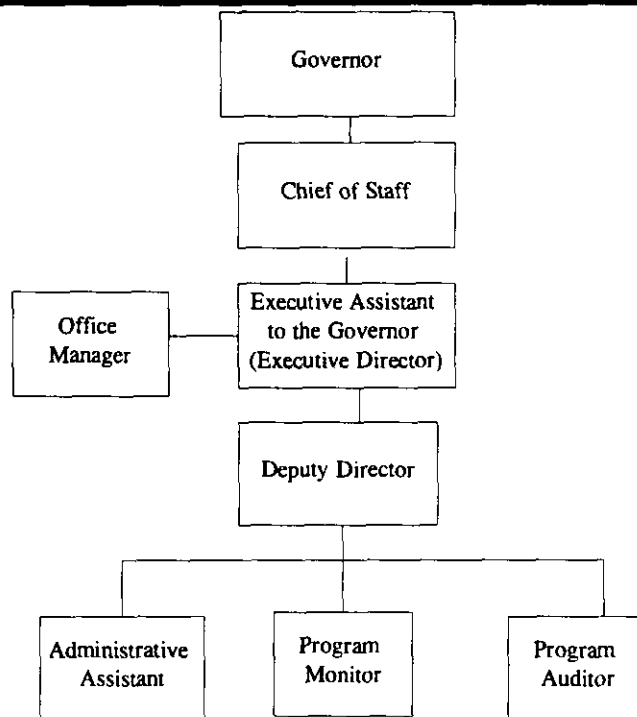 Governor
Chief of Staff
Office
Manager
Executive Assistant
to the Governor
(Executive Director)
Deputy Director
Administrative
Assistant
Program
Monitor
Program
Auditor